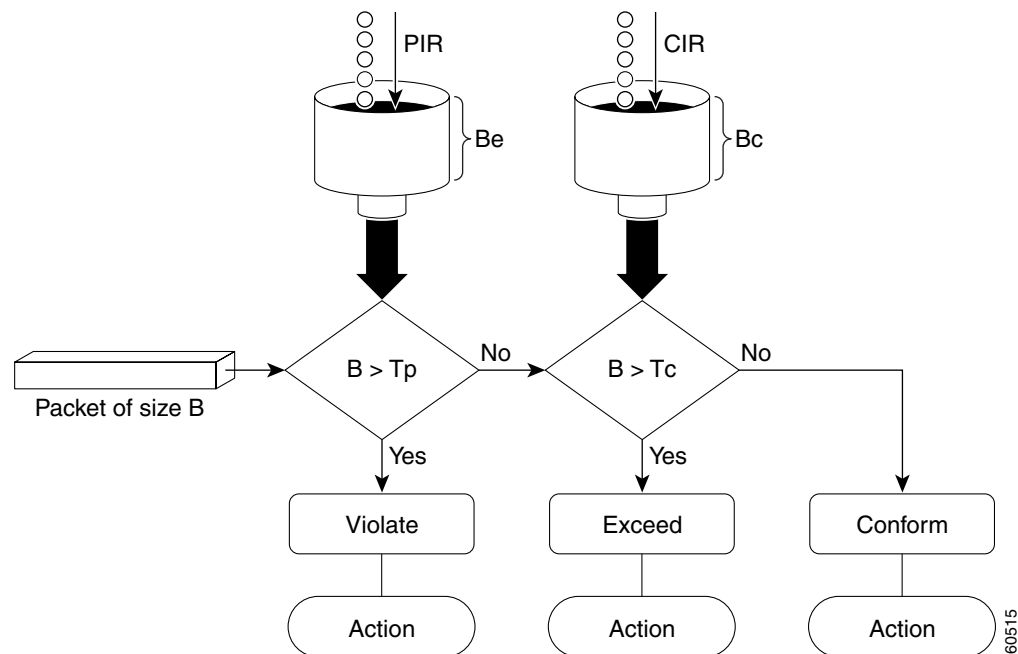 PIR
CIR
Be
Bc
B > Tp
No
B > Tc
No
Packet of size B
Yes
Yes
Violate
Exceed
Conform
Action
Action
Action
60515